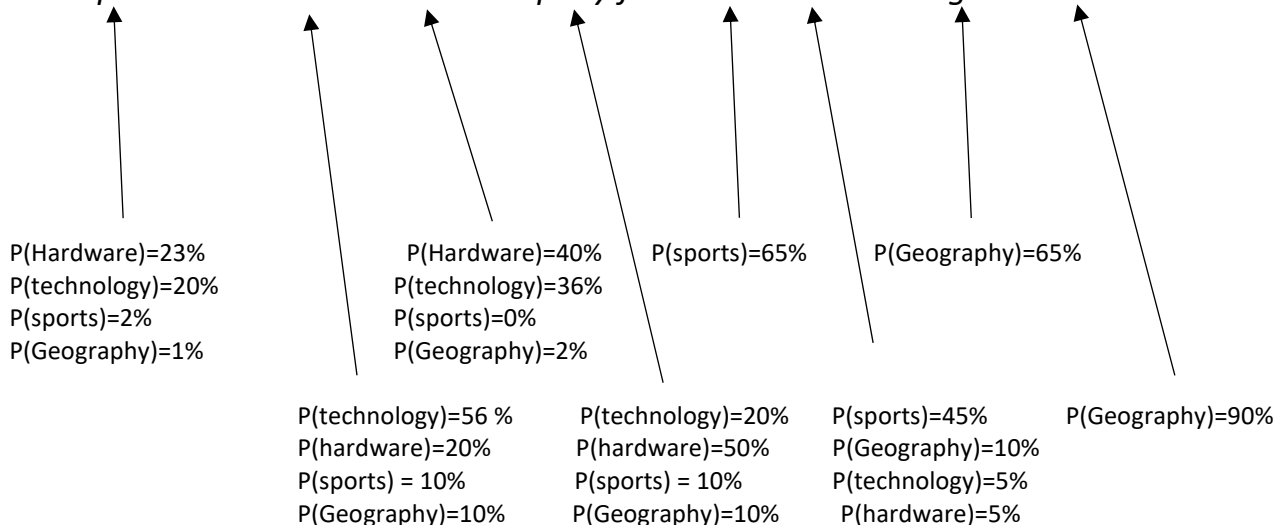 P(Hardware)=23%
P(technology)=20%
P(sports)=2%
P(Geography)=1%
P(Hardware)=40%
P(technology)=36%
P(sports)=0%
P(Geography)=2%
P(sports)=65%
P(Geography)=65%
P(technology)=56 %
P(hardware)=20%
P(sports) = 10%
P(Geography)=10%
P(technology)=20%
P(hardware)=50%
P(sports) = 10%
P(Geography)=10%
P(sports)=45%
P(Geography)=10%
P(technology)=5%
P(hardware)=5%
P(Geography)=90%